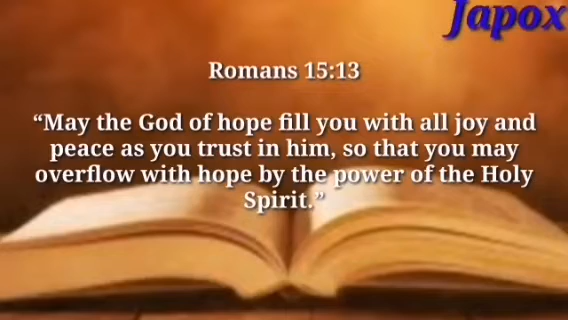 Japox
Romans 15:13
“May the God of hope fill you with all joy and
peace as you trust in him, so that you may
overflow with hope by the power of the Holy
Spirit.”